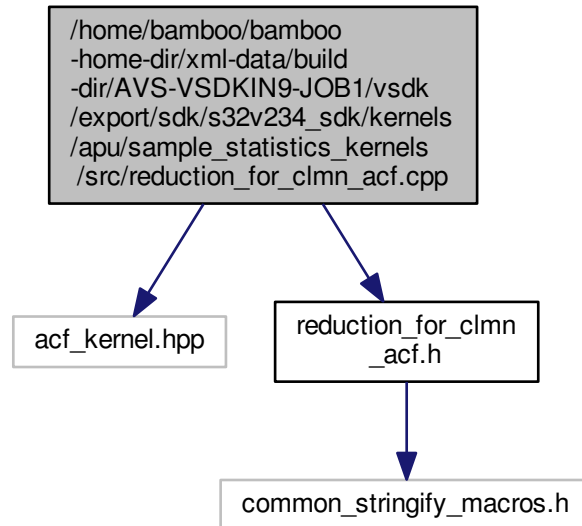 /home/bamboo/bamboo
-home-dir/xml-data/build
-dir/AVS-VSDKIN9-JOB1/vsdk
/export/sdk/s32v234_sdk/kernels
/apu/sample_statistics_kernels
/src/reduction_for_clmn_acf.cpp
acf_kernel.hpp
reduction_for_clmn
_acf.h
common_stringify_macros.h